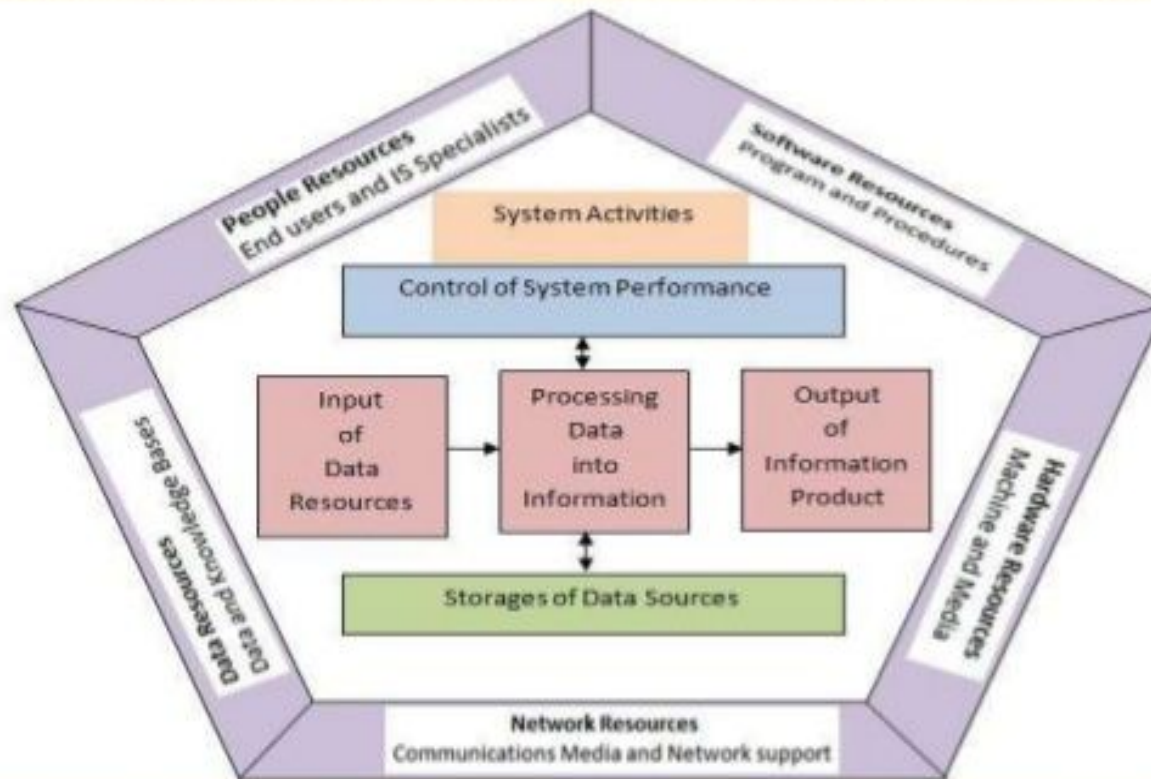 People Resources
End users and IS Specialists
Software Resources
Program and Procedures
System Activities
Control of System Performance
Input
of
Data
Resources
Processing
Data
into
Information
Output
of
Information
Product
Storages of Data Sources
Data Resources
Data and Knowledge Bases
Hardware Resources
Machine and Media
Network Resources
Communications Media and Network support